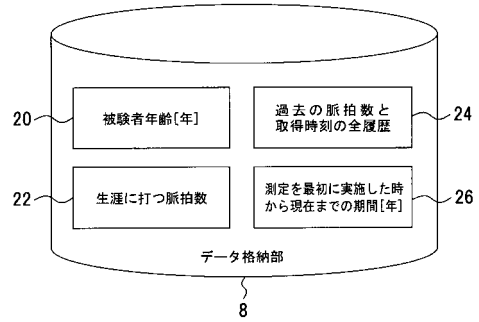 20
被験者年齢[年]
過去の脈拍数と
取得時刻の全履歴
24
22
生涯に打つ脈拍数
測定を最初に実施した時
から現在までの期間[年]
26
データ格納部
8